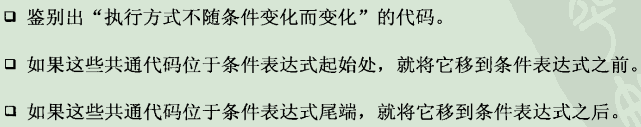 鉴别出“执行方式不随条件变化而变化”的代码。
如果这些共通代码位于条件表达式起始处，就将它移到条件表达式之前。
如果这些共通代码位于条件表达式尾端，就将它移到条件表达式之后。